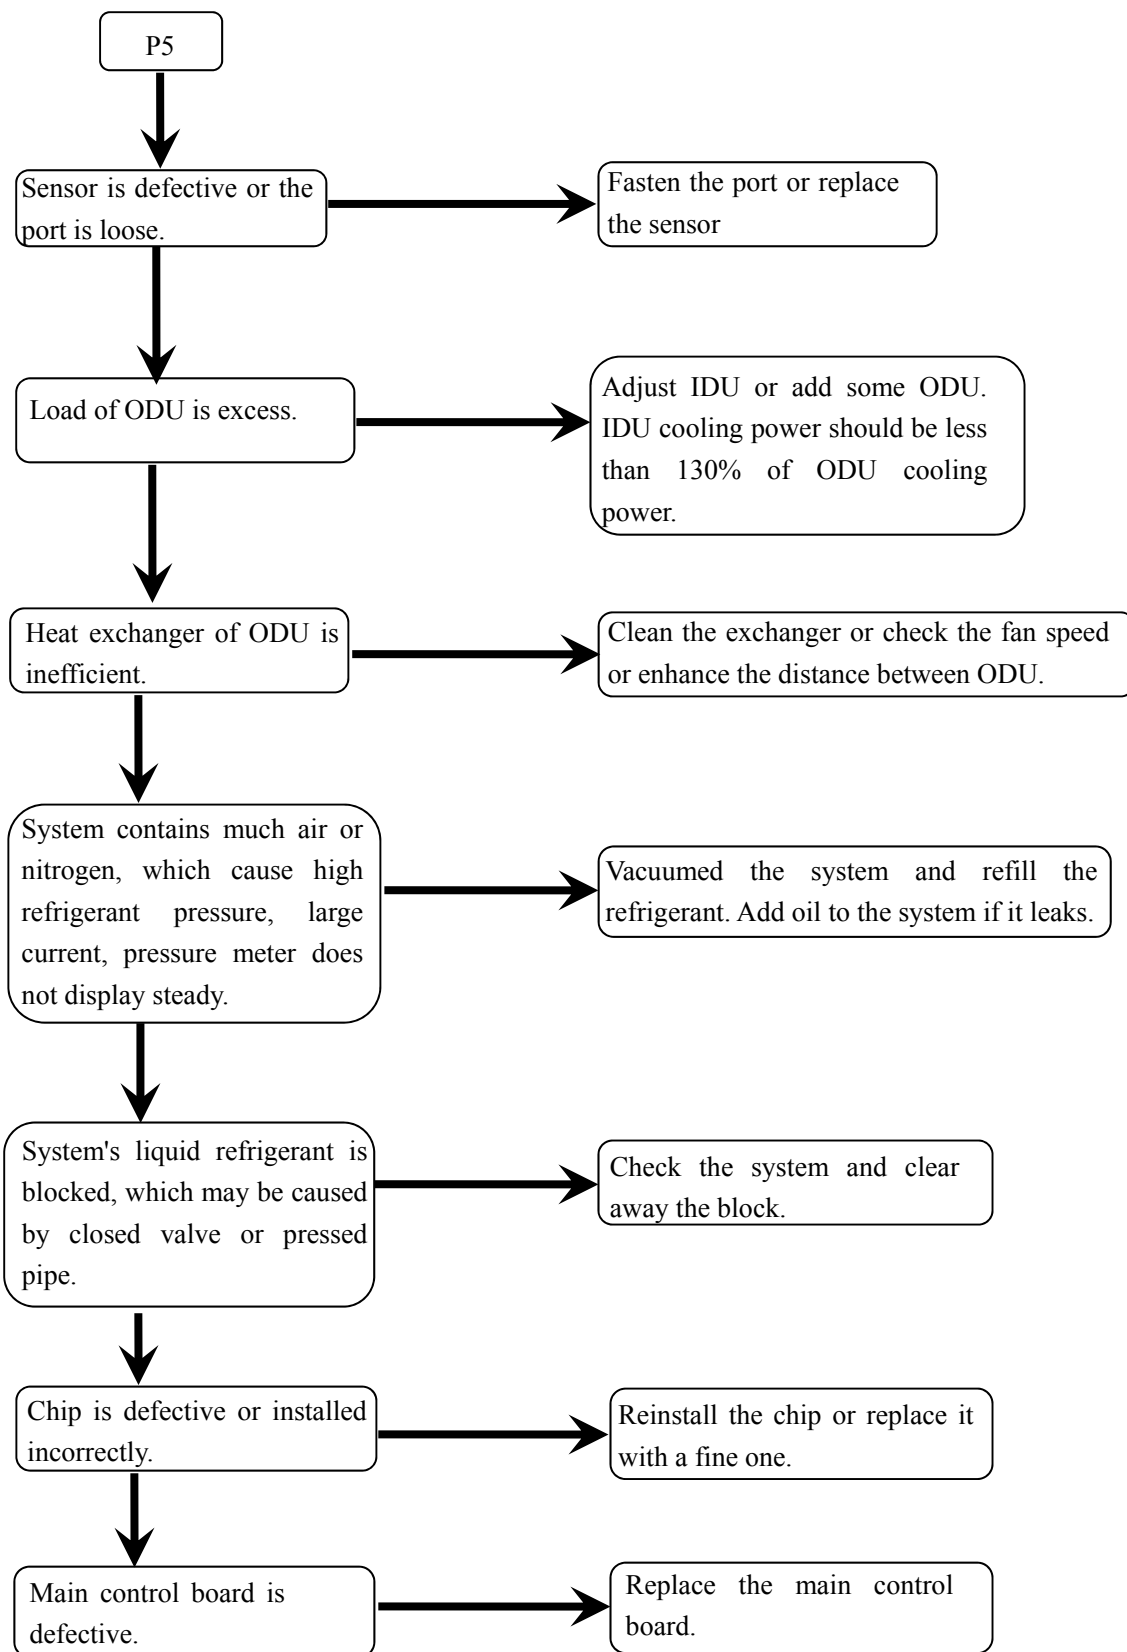 P5
Sensor is defective or the
port is loose.
Fasten the port or replace
the sensor
Load of ODU is excess.
Adjust IDU or add some ODU.
IDU cooling power should be less
than 130% of ODU cooling
power.
Heat exchanger of ODU is
inefficient.
Clean the exchanger or check the fan speed
or enhance the distance between ODU.
System contains much air or
nitrogen, which cause high
refrigerant pressure, large
current, pressure meter does
not display steady.
Vacuumed the system and refill the
refrigerant. Add oil to the system if it leaks.
System's liquid refrigerant is
blocked, which may be caused
by closed valve or pressed
pipe.
Check the system and clear
away the block.
Chip is defective or installed
incorrectly.
Reinstall the chip or replace it
with a fine one.
Main control board is
defective.
Replace the main control
board.